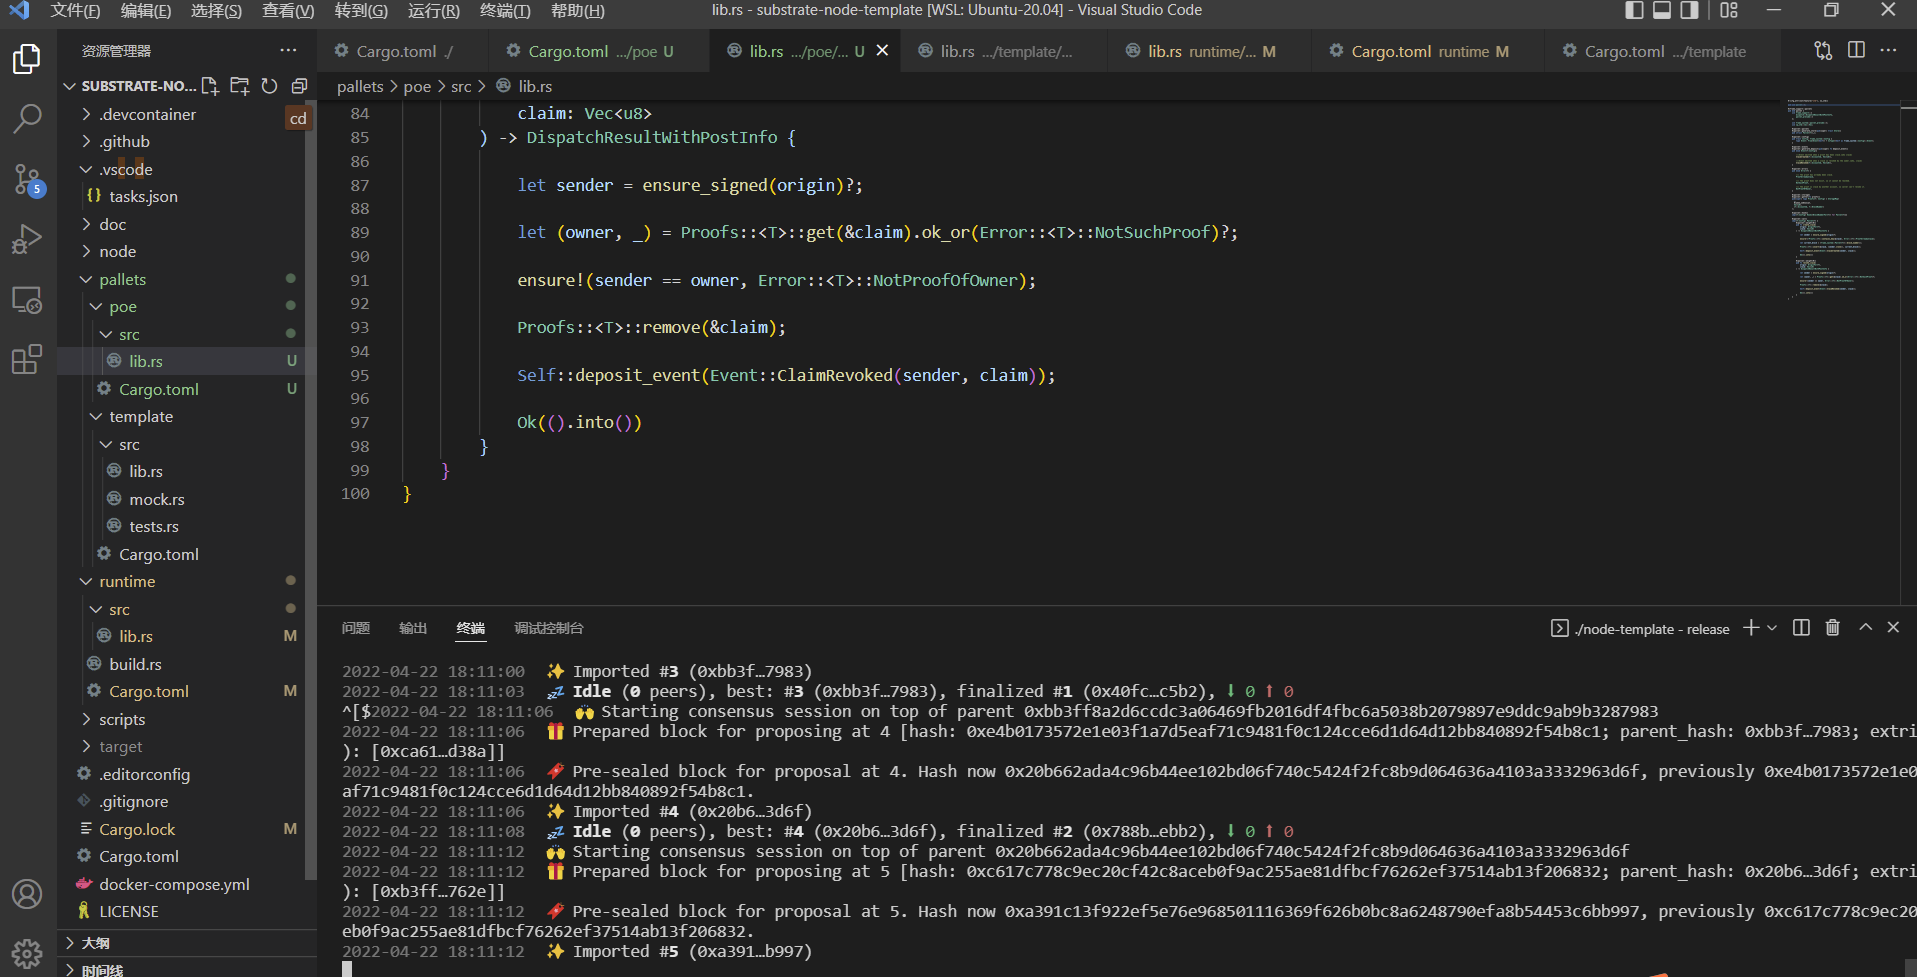 文件(F) 编辑(E) 选择(S) 查看(V) 转到(G) 运行(R) 终端(T) 帮助(H) lib.rs - substrate-node-template [WSL: Ubuntu-20.04] - Visual Studio Code
资源管理器
Cargo.toml ./ Cargo.toml .../poe U lib.rs .../poe/... U lib.rs .../template/... lib.rs runtime/... M Cargo.toml runtime M Cargo.toml .../template
SUBSTRATE-NO...
pallets > poe > src > lib.rs
cd
.devcontainer
.github
.vscode
tasks.json
doc
node
pallets
poe
src
lib.rs U
Cargo.toml U
template
src
lib.rs
mock.rs
tests.rs
Cargo.toml
runtime
src
lib.rs M
build.rs
Cargo.toml M
scripts
target
.editorconfig
.gitignore
Cargo.lock M
Cargo.toml
docker-compose.yml
LICENSE
大纲
时间线
5
84 claim: Vec<u8>
85 ) -> DispatchResultWithPostInfo {
86
87 let sender = ensure_signed(origin)?;
88
89 let (owner, _) = Proofs::<T>::get(&claim).ok_or(Error::<T>::NotSuchProof)?;
90
91 ensure!(sender == owner, Error::<T>::NotProofOfOwner);
92
93 Proofs::<T>::remove(&claim);
94
95 Self::deposit_event(Event::ClaimRevoked(sender, claim));
96
97 Ok(().into())
98 }
99 }
100 }
问题 输出 终端 调试控制台 ./node-template - release
2022-04-22 18:11:00 ✨ Imported #3 (0xbb3f…7983)
2022-04-22 18:11:03 💤 Idle (0 peers), best: #3 (0xbb3f…7983), finalized #1 (0x40fc…c5b2), ⬇ 0 ⬆ 0
^[$2022-04-22 18:11:06 🙌 Starting consensus session on top of parent 0xbb3ff8a2d6ccdc3a06469fb2016df4fbc6a5038b2079897e9ddc9ab9b3287983
2022-04-22 18:11:06 🎁 Prepared block for proposing at 4 [hash: 0xe4b0173572e1e03f1a7d5eaf71c9481f0c124cce6d1d64d12bb840892f54b8c1; parent_hash: 0xbb3f…7983; extri
): [0xca61…d38a]]
2022-04-22 18:11:06 🔖 Pre-sealed block for proposal at 4. Hash now 0x20b662ada4c96b44ee102bd06f740c5424f2fc8b9d064636a4103a3332963d6f, previously 0xe4b0173572e1e0
af71c9481f0c124cce6d1d64d12bb840892f54b8c1.
2022-04-22 18:11:06 ✨ Imported #4 (0x20b6…3d6f)
2022-04-22 18:11:08 💤 Idle (0 peers), best: #4 (0x20b6…3d6f), finalized #2 (0x788b…ebb2), ⬇ 0 ⬆ 0
2022-04-22 18:11:12 🙌 Starting consensus session on top of parent 0x20b662ada4c96b44ee102bd06f740c5424f2fc8b9d064636a4103a3332963d6f
2022-04-22 18:11:12 🎁 Prepared block for proposing at 5 [hash: 0xc617c778c9ec20cf42c8aceb0f9ac255ae81dfbcf76262ef37514ab13f206832; parent_hash: 0x20b6…3d6f; extri
): [0xb3ff…762e]]
2022-04-22 18:11:12 🔖 Pre-sealed block for proposal at 5. Hash now 0xa391c13f922ef5e76e968501116369f626b0bc8a6248790efa8b54453c6bb997, previously 0xc617c778c9ec20
eb0f9ac255ae81dfbcf76262ef37514ab13f206832.
2022-04-22 18:11:12 ✨ Imported #5 (0xa391…b997)